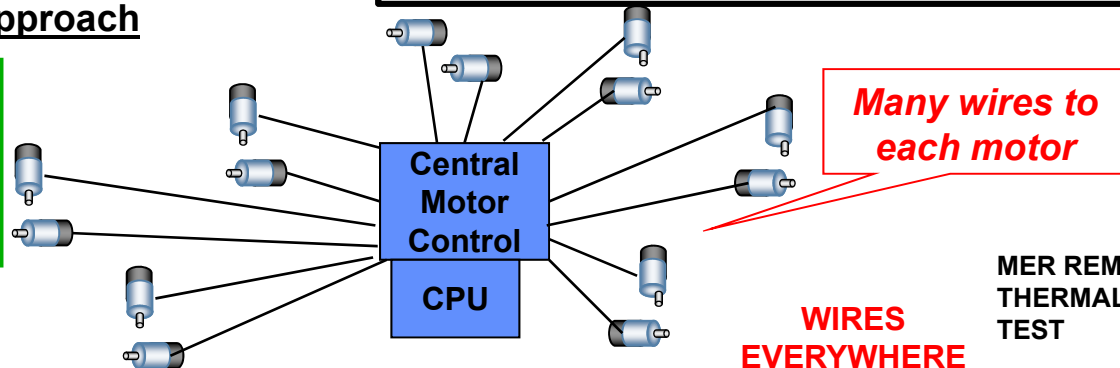 pproach
Many wires to
each motor
Central
Motor
Control
CPU
WIRES
EVERYWHERE
MER REM
THERMAL
TEST